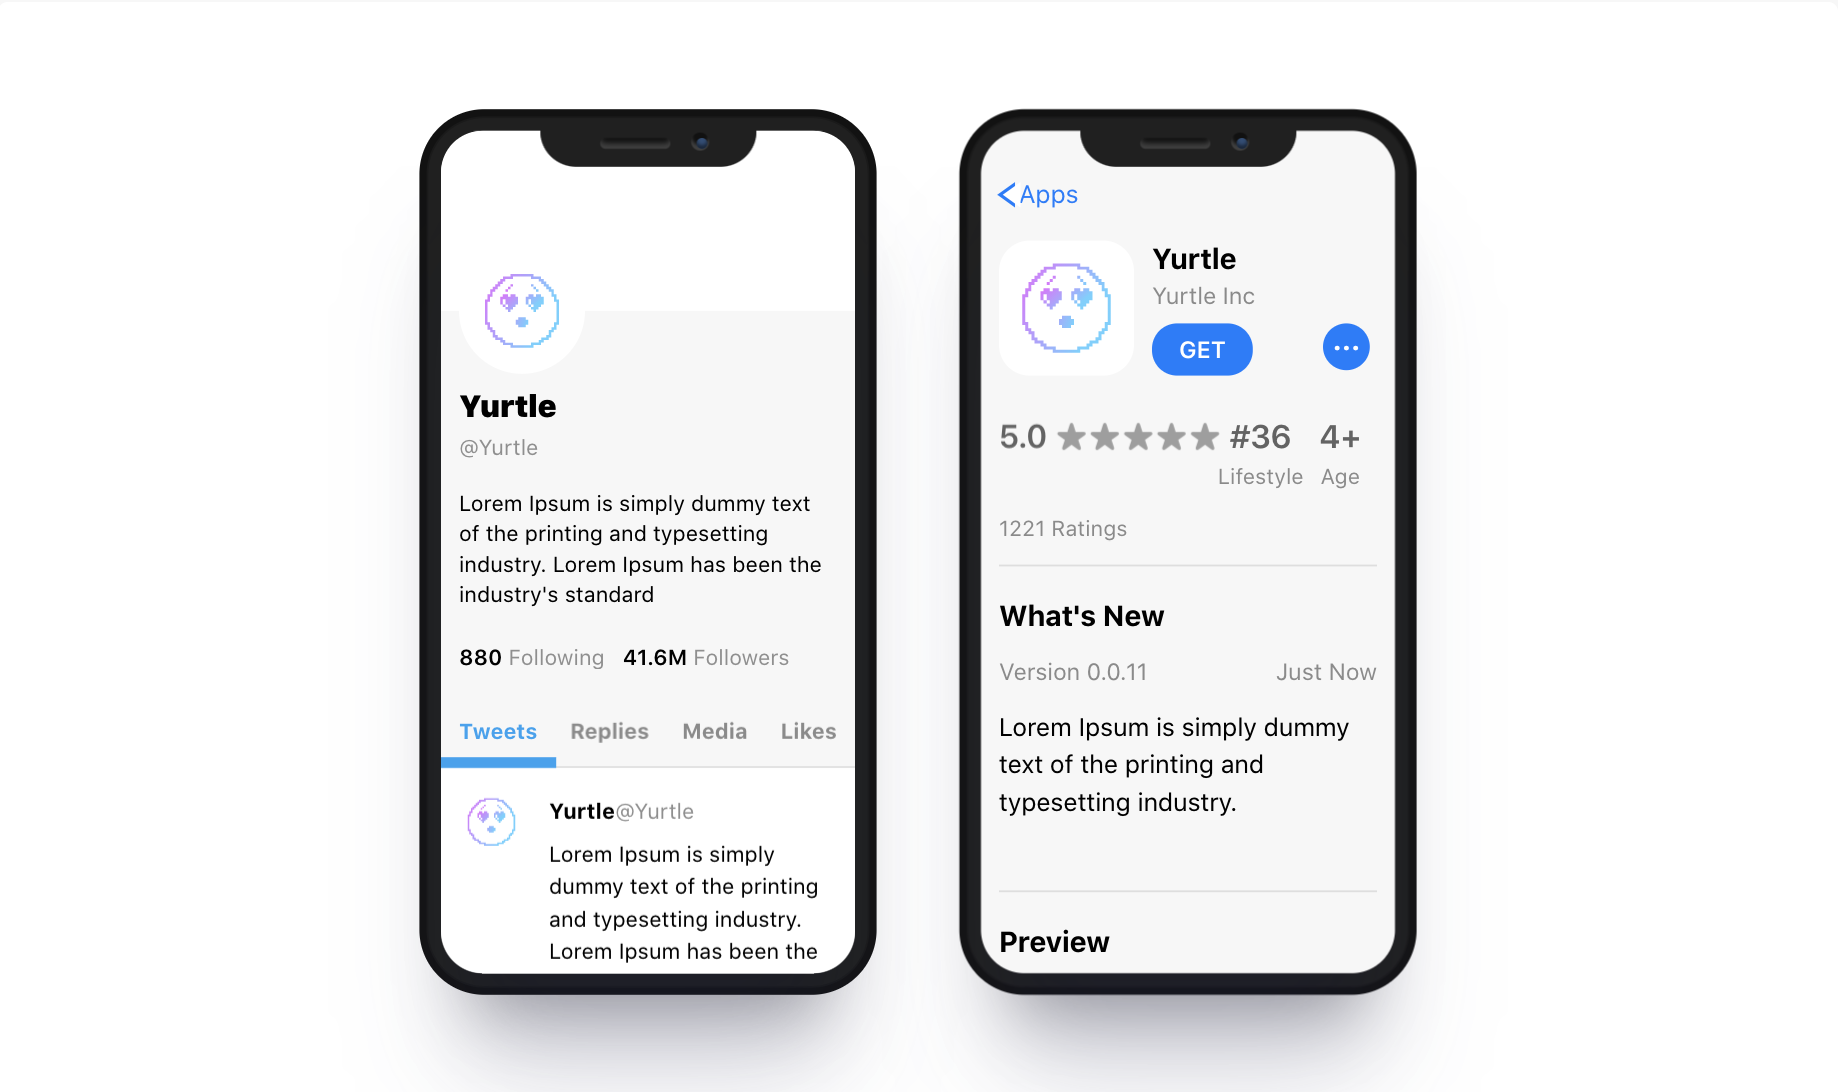 Yurtle
@Yurtle
Lorem Ipsum is simply dummy text
of the printing and typesetting
industry. Lorem Ipsum has been the
industry's standard
880 Following 41.6M Followers
Tweets Replies Media Likes
Yurtle@Yurtle
Lorem Ipsum is simply
dummy text of the printing
and typesetting industry.
Lorem Ipsum has been the
Apps
Yurtle
Yurtle Inc
GET
5.0 #36 4+
Lifestyle Age
1221 Ratings
What's New
Version 0.0.11 Just Now
Lorem Ipsum is simply dummy
text of the printing and
typesetting industry.
Preview